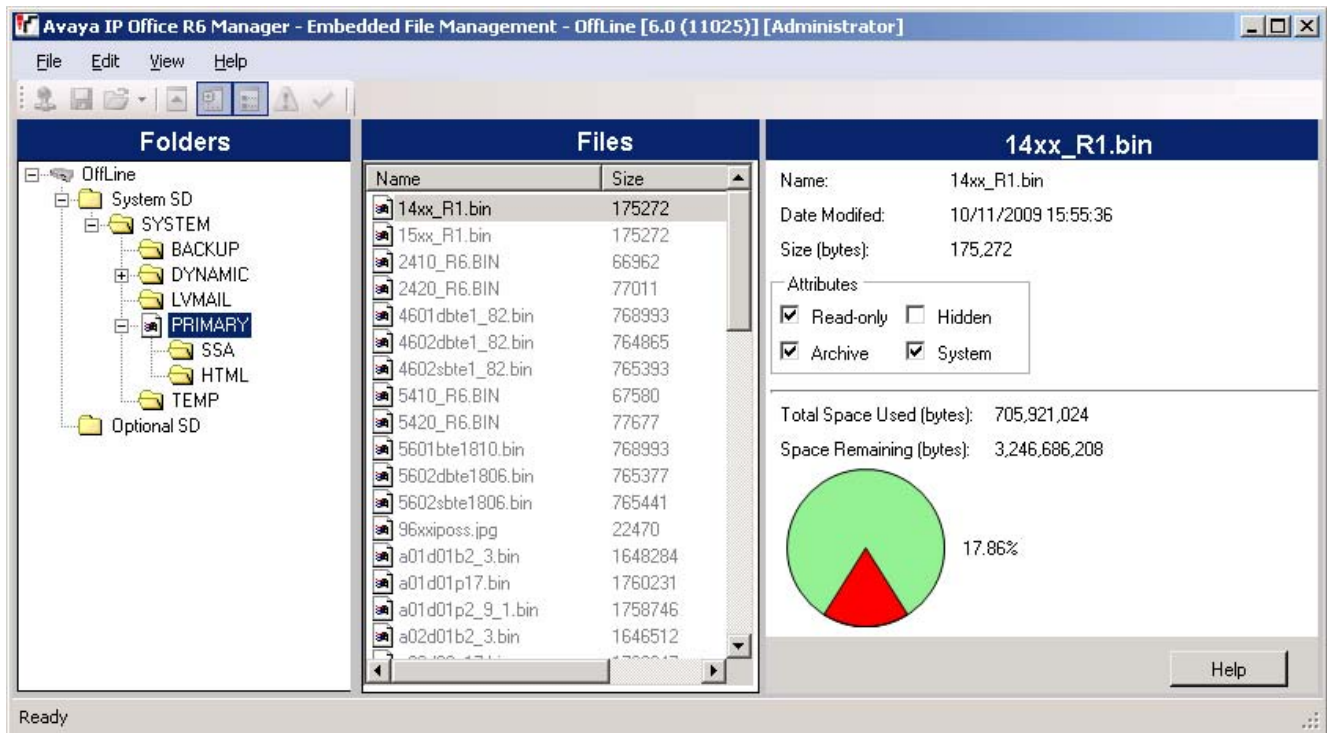 Avaya IP Office R6 Manager - Embedded File Management - OffLine [6.0 (11025)] [Administrator]
File Edit View Help
Folders
OffLine
System SD
SYSTEM
BACKUP
DYNAMIC
LVMAIL
PRIMARY
SSA
HTML
TEMP
Optional SD
Files
Name Size
14xx_R1.bin 175272
15xx_R1.bin 175272
2410_R6.BIN 66962
2420_R6.BIN 77011
4601dbte1_82.bin 768993
4602dbte1_82.bin 764865
4602sbte1_82.bin 765393
5410_R6.BIN 67580
5420_R6.BIN 77677
5601bte1810.bin 768993
5602dbte1806.bin 765377
5602sbte1806.bin 765441
96xxiposs.jpg 22470
a01d01b2_3.bin 1648284
a01d01p17.bin 1760231
a01d01p2_9_1.bin 1758746
a02d01b2_3.bin 1646512
14xx_R1.bin
Name: 14xx_R1.bin
Date Modifed: 10/11/2009 15:55:36
Size (bytes): 175,272
Attributes
Read-only Hidden
Archive System
Total Space Used (bytes): 705,921,024
Space Remaining (bytes): 3,246,686,208
17.86%
Help
Ready